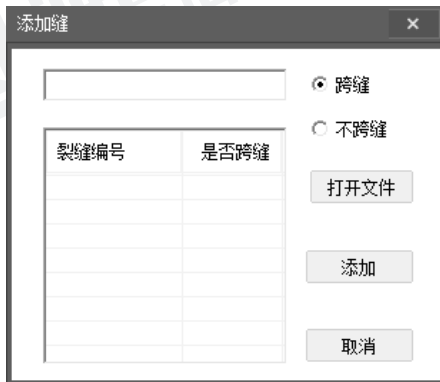 添加缝
跨缝
不跨缝
裂缝编号 是否跨缝
打开文件
添加
取消